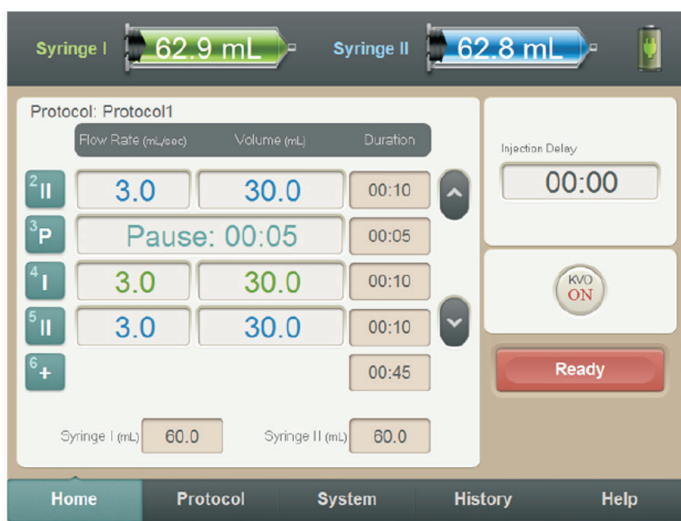 Syringe I 62.9 mL Syringe II 62.8 mL
Protocol: Protocol1
Flow Rate (mL/sec) Volume (mL) Duration
Injection Delay
00:00
2 II 3.0 30.0 00:10
3 P Pause: 00:05 00:05
4 I 3.0 30.0 00:10
KVO
ON
5 II 3.0 30.0 00:10
6 + 00:45
Ready
Syringe I (mL) 60.0 Syringe II (mL) 60.0
Home Protocol System History Help